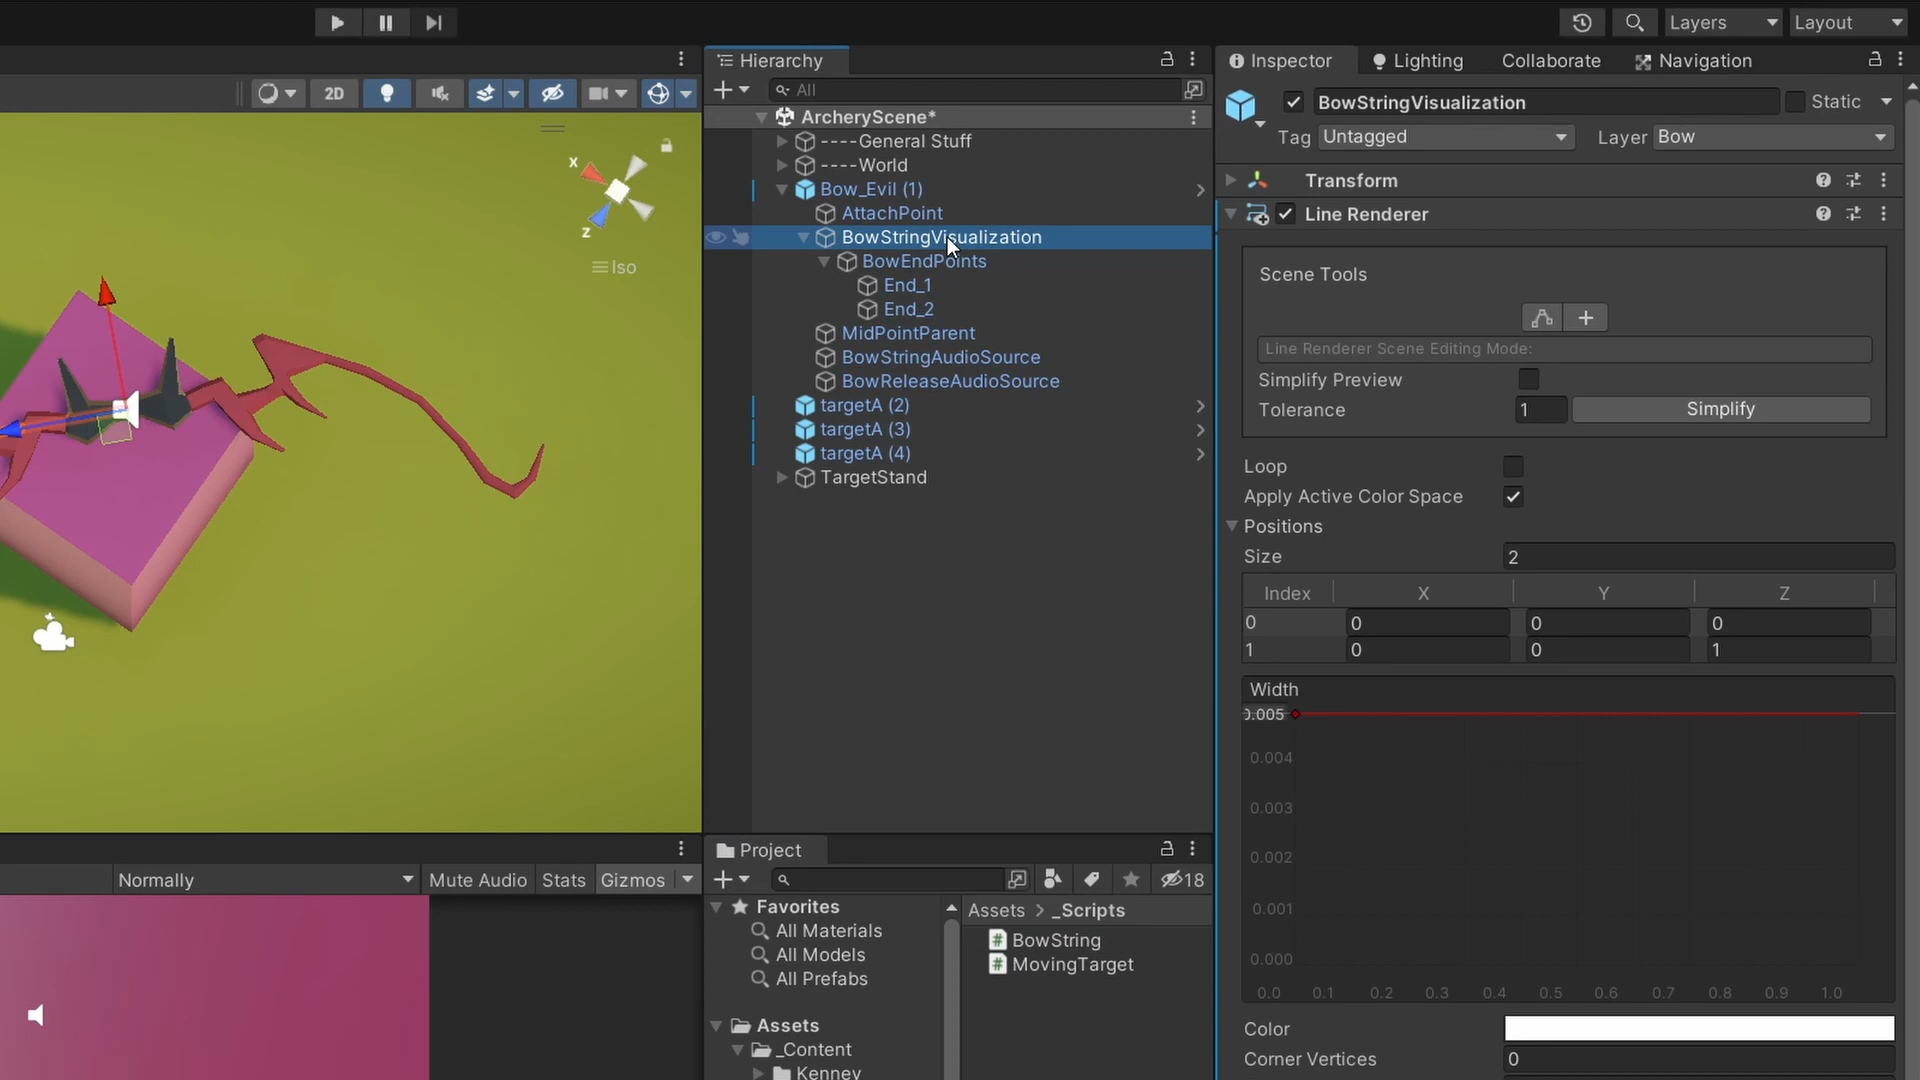 Layers
Layout
Hierarchy
Inspector
Lighting
Collaborate
Navigation
2D
All
BowStringVisualization
Static
ArcheryScene*
Tag Untagged
Layer Bow
----General Stuff
----World
Bow_Evil (1)
AttachPoint
BowStringVisualization
BowEndPoints
End_1
End_2
MidPointParent
BowStringAudioSource
BowReleaseAudioSource
targetA (2)
targetA (3)
targetA (4)
TargetStand
x
z
Iso
Transform
Line Renderer
Scene Tools
Line Renderer Scene Editing Mode:
Simplify Preview
Tolerance 1 Simplify
Loop
Apply Active Color Space
Positions
Size 2
Index X Y Z
0 0 0 0
1 0 0 1
Width
0.005
0.004
0.003
0.002
0.001
0.000
0.0 0.1 0.2 0.3 0.4 0.5 0.6 0.7 0.8 0.9 1.0
Color
Corner Vertices 0
Normally
Mute Audio
Stats
Gizmos
Project
18
Favorites
All Materials
All Models
All Prefabs
Assets
_Content
Kenney
Assets > _Scripts
BowString
MovingTarget